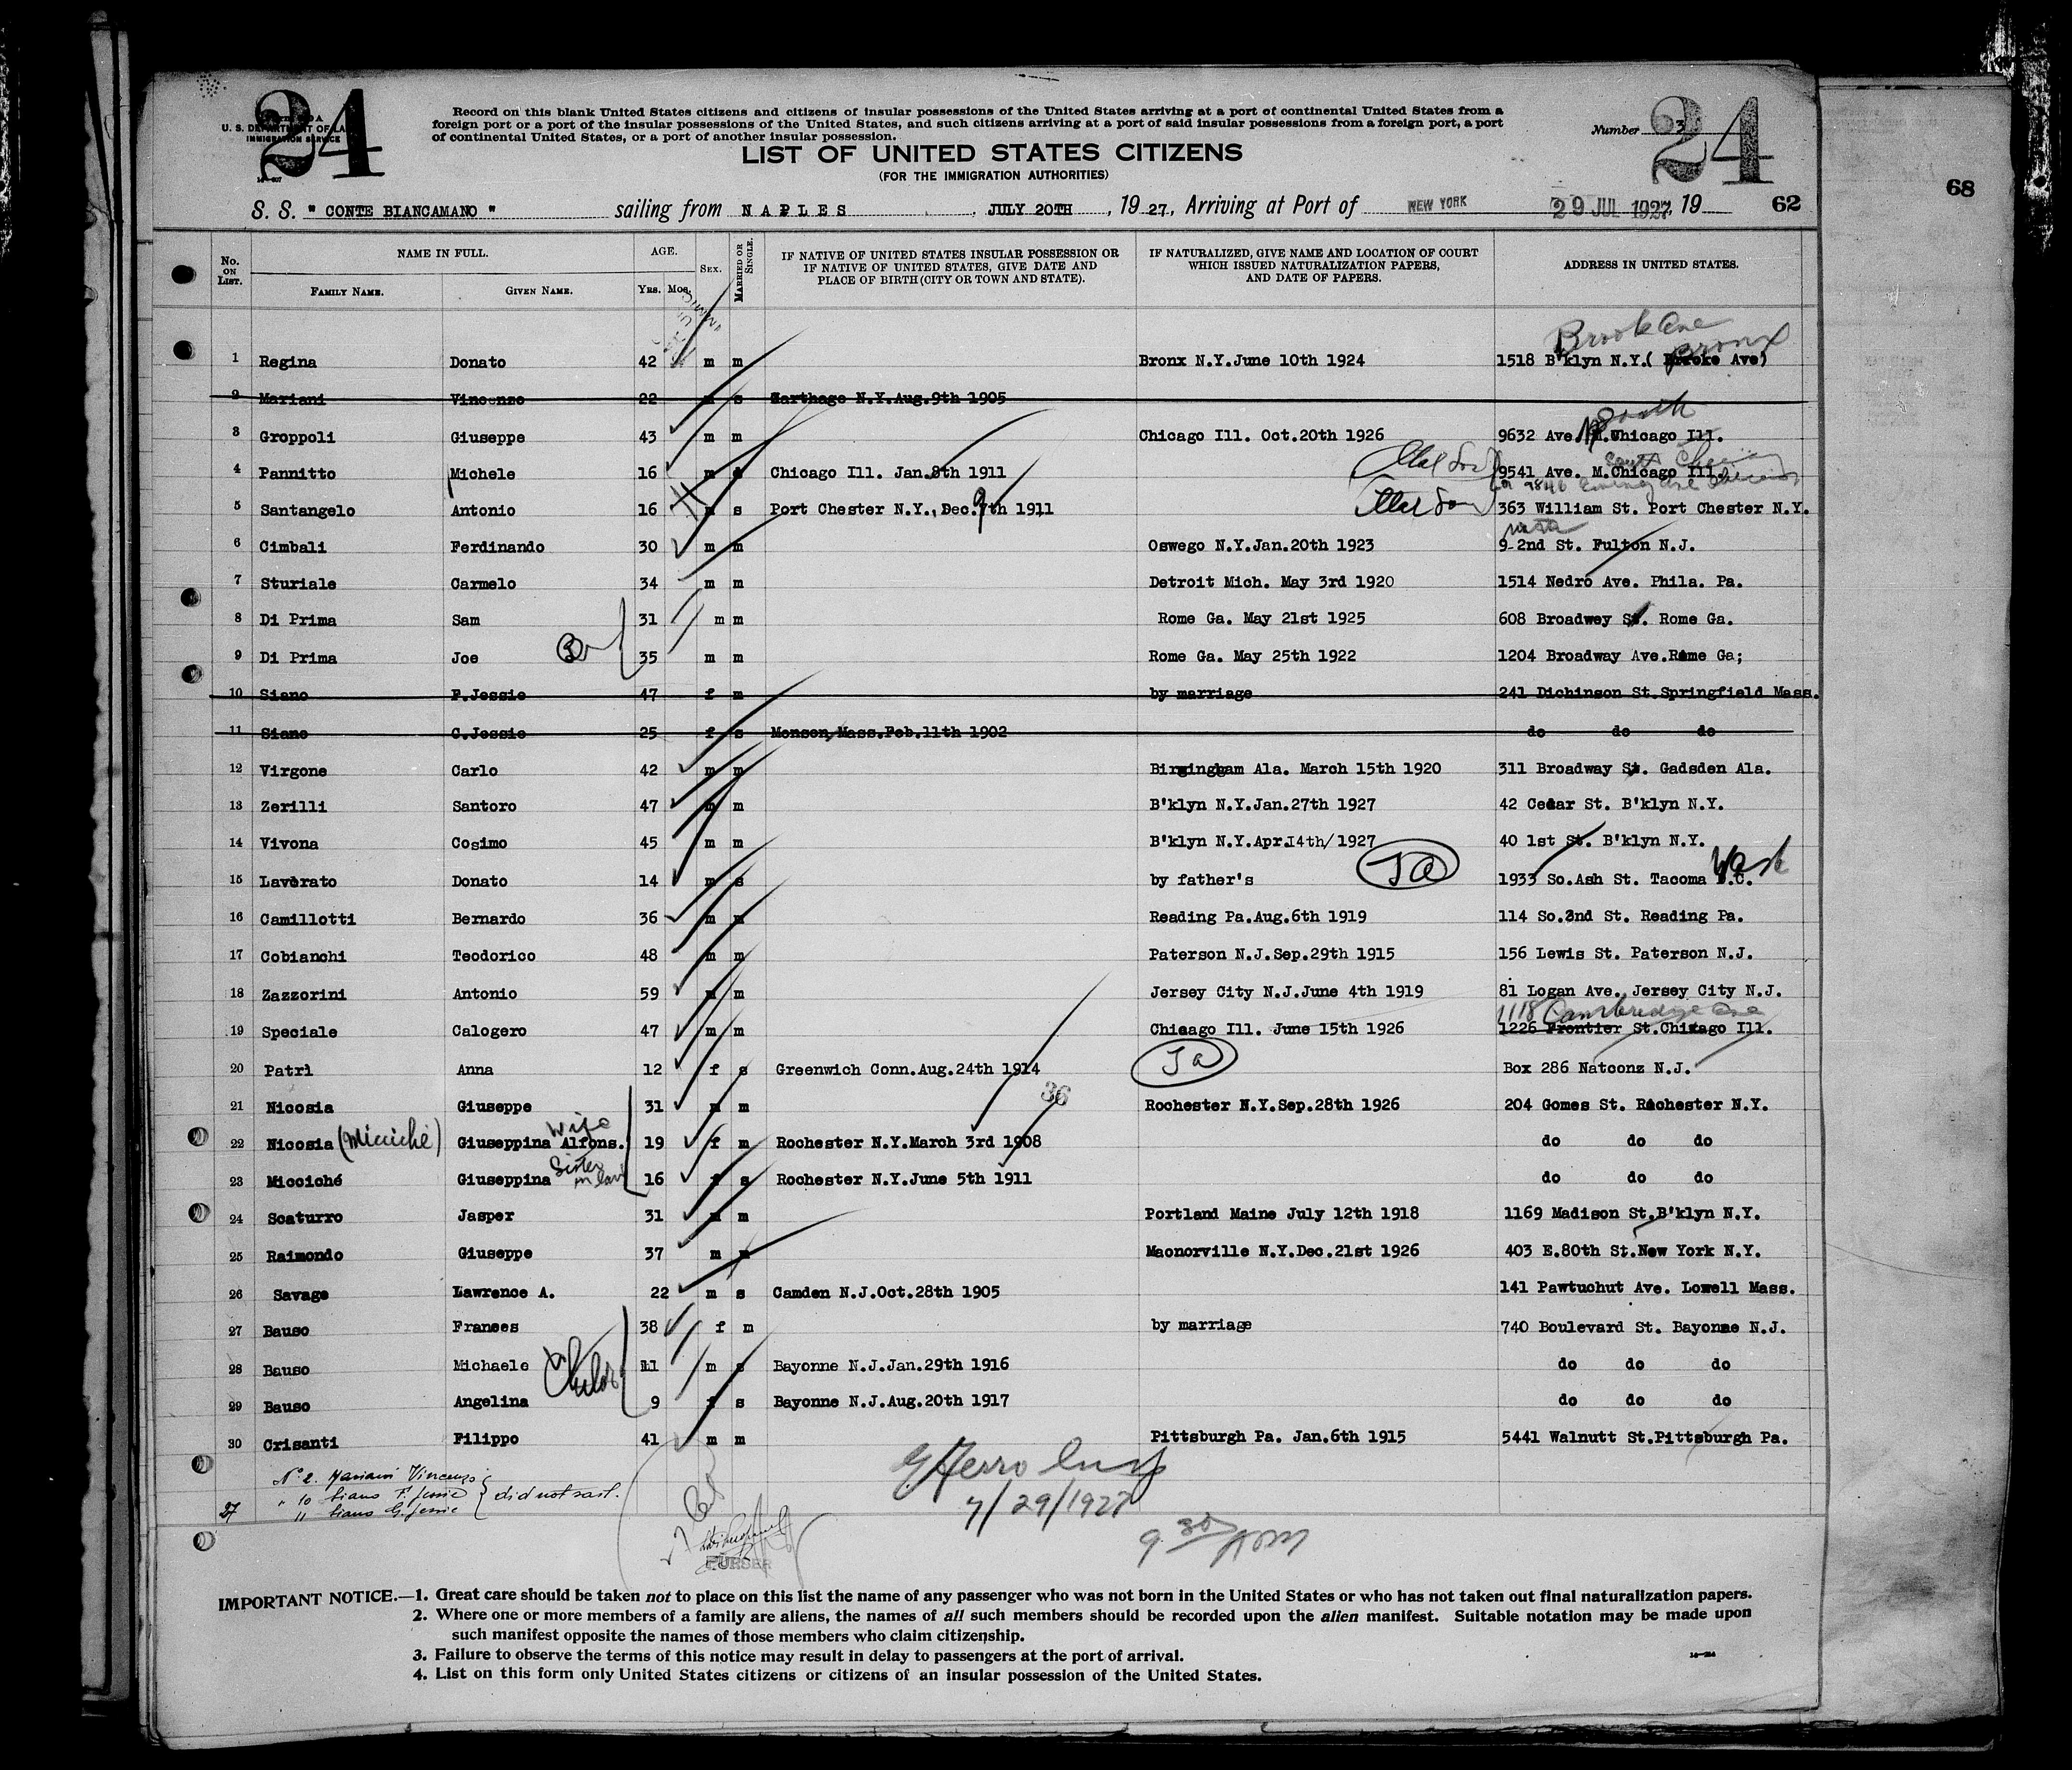 24
U. S. DEPARTMENT OF LA
IMMIGRATION SERVICE
Record on this blank United States citizens and citizens of insular possessions of the United States arriving at a port of continental United States from a
foreign port or a port of the insular possessions of the United States, and such citizens arriving at a port of said insular possessions from a foreign port, a port
of continental United States, or a port of another insular possession.
Number 3
24
68
LIST OF UNITED STATES CITIZENS
(FOR THE IMMIGRATION AUTHORITIES)
S. S. " CONTE BIANCAMANO " sailing from NAPLES, JULY 20TH, 1927., Arriving at Port of NEW YORK 29 JUL 1927, 19 62
No. ON LIST. NAME IN FULL. AGE. SEX. MARRIED OR SINGLE. IF NATIVE OF UNITED STATES INSULAR POSSESSION OR IF NATIVE OF UNITED STATES, GIVE DATE AND PLACE OF BIRTH (CITY OR TOWN AND STATE). IF NATURALIZED, GIVE NAME AND LOCATION OF COURT WHICH ISSUED NATURALIZATION PAPERS, AND DATE OF PAPERS. ADDRESS IN UNITED STATES.
FAMILY NAME. GIVEN NAME. YRS. MOS.
Brook Ave Bronx
1 Regina Donato 42 m m Bronx N.Y.June 10th 1924 1518 B'klyn N.Y.( Brooke Ave)
2 Mariani Vincenzo 22 m s Carthage N.Y.Aug.9th 1905
South
3 Groppoli Giuseppe 43 m m Chicago Ill. Oct.20th 1926 9632 Ave. M.Chicago Ill.
4 Pannitto Michele 16 m s Chicago Ill. Jan.8th 1911 9541 Ave. M.Chicago Ill.
5 Santangelo Antonio 16 m s Port Chester N.Y.,Dec.9th 1911 363 William St. Port Chester N.Y.
6 Cimbali Ferdinando 30 m m Oswego N.Y.Jan.20th 1923 9-2nd St. Fulton N.J.
7 Sturiale Carmelo 34 m m Detroit Mich. May 3rd 1920 1514 Nedro Ave. Phila. Pa.
8 Di Prima Sam 31 m m Rome Ga. May 21st 1925 608 Broadwey St. Rome Ga.
9 Di Prima Joe 35 m m Rome Ga. May 25th 1922 1204 Broadway Ave.Rome Ga;
10 Siano F.Jessie 47 f m by marriage 241 Dichinson St.Springfield Mass.
11 Siano C.Jessie 25 f s Monson,Mass.Feb.11th 1902 do do do
12 Virgone Carlo 42 m m Birmingham Ala. March 15th 1920 311 Broadway St. Gadsden Ala.
13 Zerilli Santoro 47 m m B'klyn N.Y.Jan.27th 1927 42 Cedar St. B'klyn N.Y.
14 Vivona Cosimo 45 m m B'klyn N.Y.Apr.14th/1927 40 1st St. B'klyn N.Y.
15 Laverato Donato 14 m s by father's 1933 So.Ash St. Tacoma D.C. Wash
16 Camillotti Bernardo 36 m m Reading Pa.Aug.6th 1919 114 So.2nd St. Reading Pa.
17 Cobianchi Teodorico 48 m m Paterson N.J.Sep.29th 1915 156 Lewis St. Paterson N.J.
18 Zazzorini Antonio 59 m m Jersey City N.J.June 4th 1919 81 Logan Ave. Jersey City N.J.
1118 Cambridge Ave
19 Speciale Calogero 47 m m Chicago Ill. June 15th 1926 1226 Frontier St.Chicago Ill.
20 Patrì Anna 12 f s Greenwich Conn.Aug.24th 1914 Box 286 Natconz N.J.
36
21 Nicosia Giuseppe 31 m m Rochester N.Y.Sep.28th 1926 204 Gomes St. Rochester N.Y.
22 Nicosia (Micciché) Giuseppina Alfons. wife 19 f m Rochester N.Y.March 3rd 1908 do do do
23 Micciché Giuseppina Sister in law 16 f s Rochester N.Y.June 5th 1911 do do do
24 Scaturro Jasper 31 m m Portland Maine July 12th 1918 1169 Madison St.B'klyn N.Y.
25 Raimondo Giuseppe 37 m m Maonorville N.Y.Dec.21st 1926 403 E.80th St.New York N.Y.
26 Savage Lawrence A. 22 m s Camden N.J.Oct.28th 1905 141 Pawtuchut Ave. Lowell Mass.
27 Bauso Frances 38 f m by marriage 740 Boulevard St. Bayonne N.J.
28 Bauso Michaele 11 m s Bayonne N.J.Jan.29th 1916 do do do
29 Bauso Angelina 9 f s Bayonne N.J.Aug.20th 1917 do do do
30 Crisanti Filippo 41 m m Pittsburgh Pa. Jan.6th 1915 5441 Walnutt St.Pittsburgh Pa.
N° 2. Mariani Vincenzo
" 10 Siano F. Jessie did not sail.
" 11 Siano G. Jessie
27
7/29/1927
9 30 AM
PURSER
IMPORTANT NOTICE.—1. Great care should be taken not to place on this list the name of any passenger who was not born in the United States or who has not taken out final naturalization papers.
2. Where one or more members of a family are aliens, the names of all such members should be recorded upon the alien manifest. Suitable notation may be made upon
such manifest opposite the names of those members who claim citizenship.
3. Failure to observe the terms of this notice may result in delay to passengers at the port of arrival.
4. List on this form only United States citizens or citizens of an insular possession of the United States.